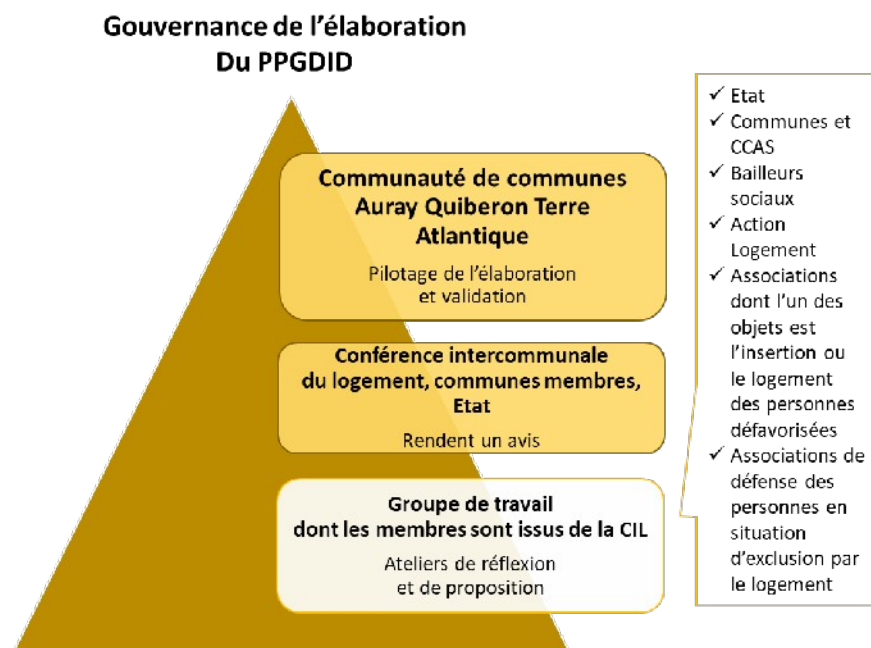 Gouvernance de l’élaboration
Du PPGDID
Communauté de communes
Auray Quiberon Terre
Atlantique
Pilotage de l’élaboration
et validation
Conférence intercommunale
du logement, communes membres,
Etat
Rendent un avis
Groupe de travail
dont les membres sont issus de la CIL
Ateliers de réflexion
et de proposition
✓ Etat
✓ Communes et
CCAS
✓ Bailleurs
sociaux
✓ Action
Logement
✓ Associations
dont l’un des
objets est
l’insertion ou
le logement
des personnes
défavorisées
✓ Associations de
défense des
personnes en
situation
d’exclusion par
le logement